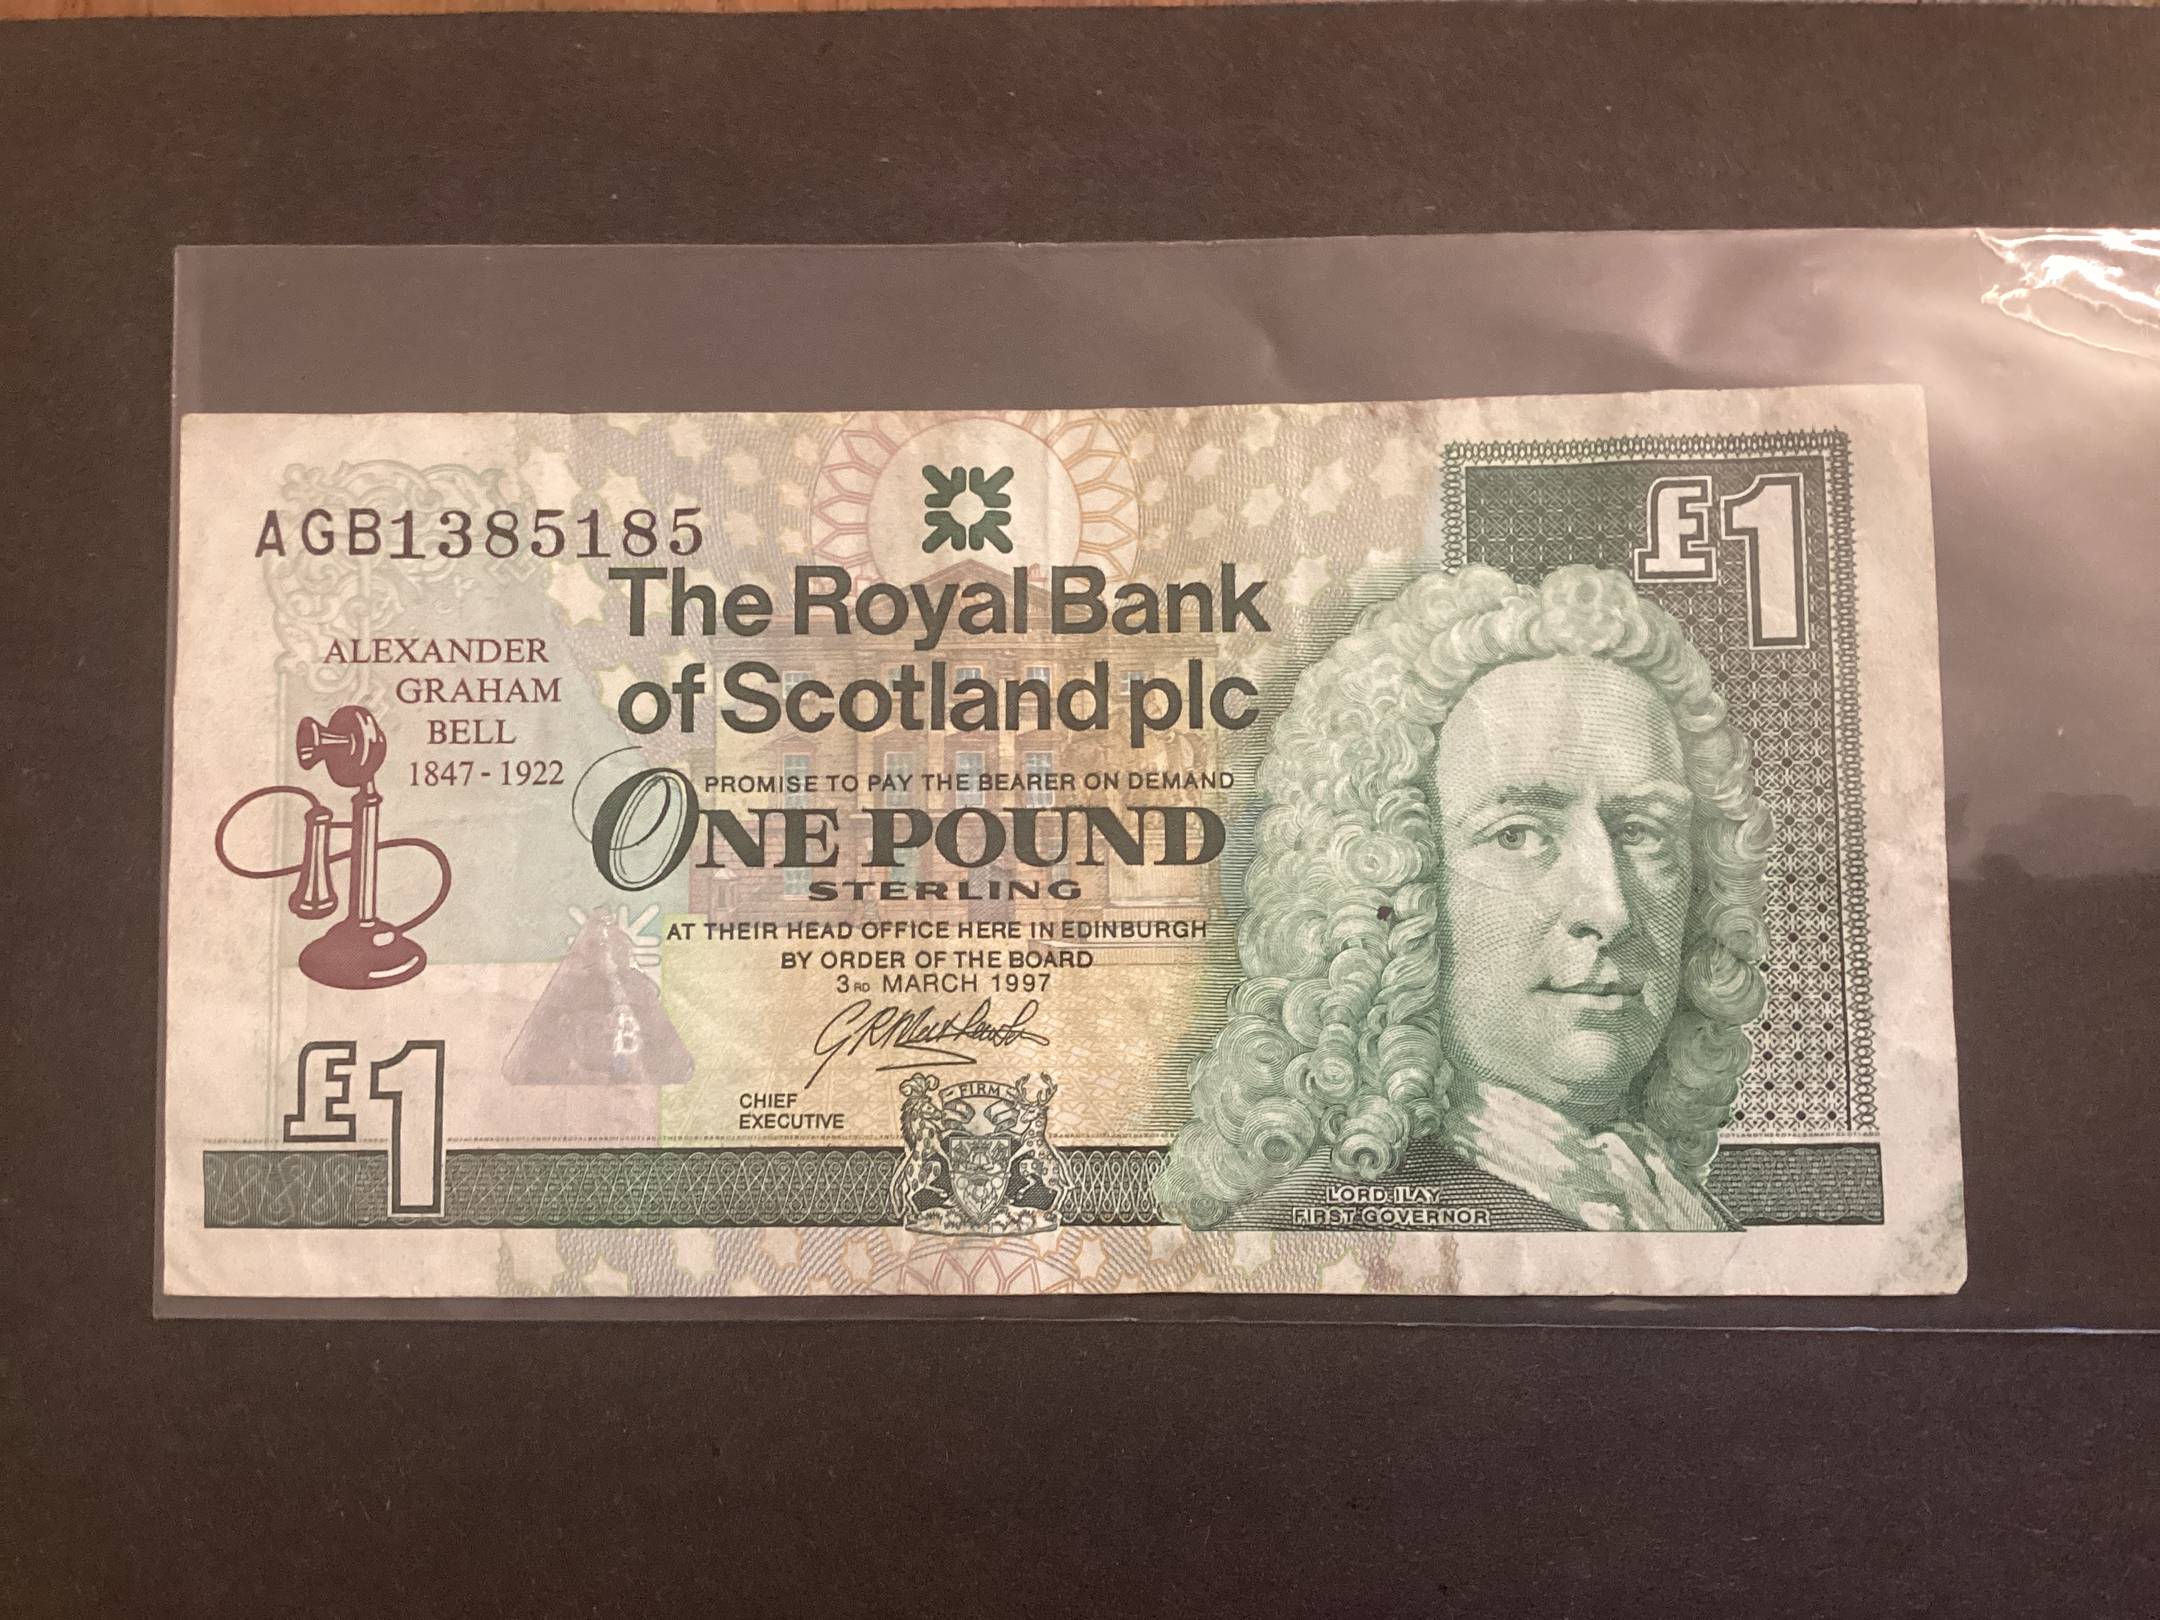 AGB1385185
£1
The Royal Bank
of Scotland plc
ALEXANDER
GRAHAM
BELL
1847 - 1922
PROMISE TO PAY THE BEARER ON DEMAND
ONE POUND
STERLING
AT THEIR HEAD OFFICE HERE IN EDINBURGH
BY ORDER OF THE BOARD
3RD MARCH 1997
B
£1
CHIEF
EXECUTIVE
FIRM
LORD ILAY
FIRST GOVERNOR